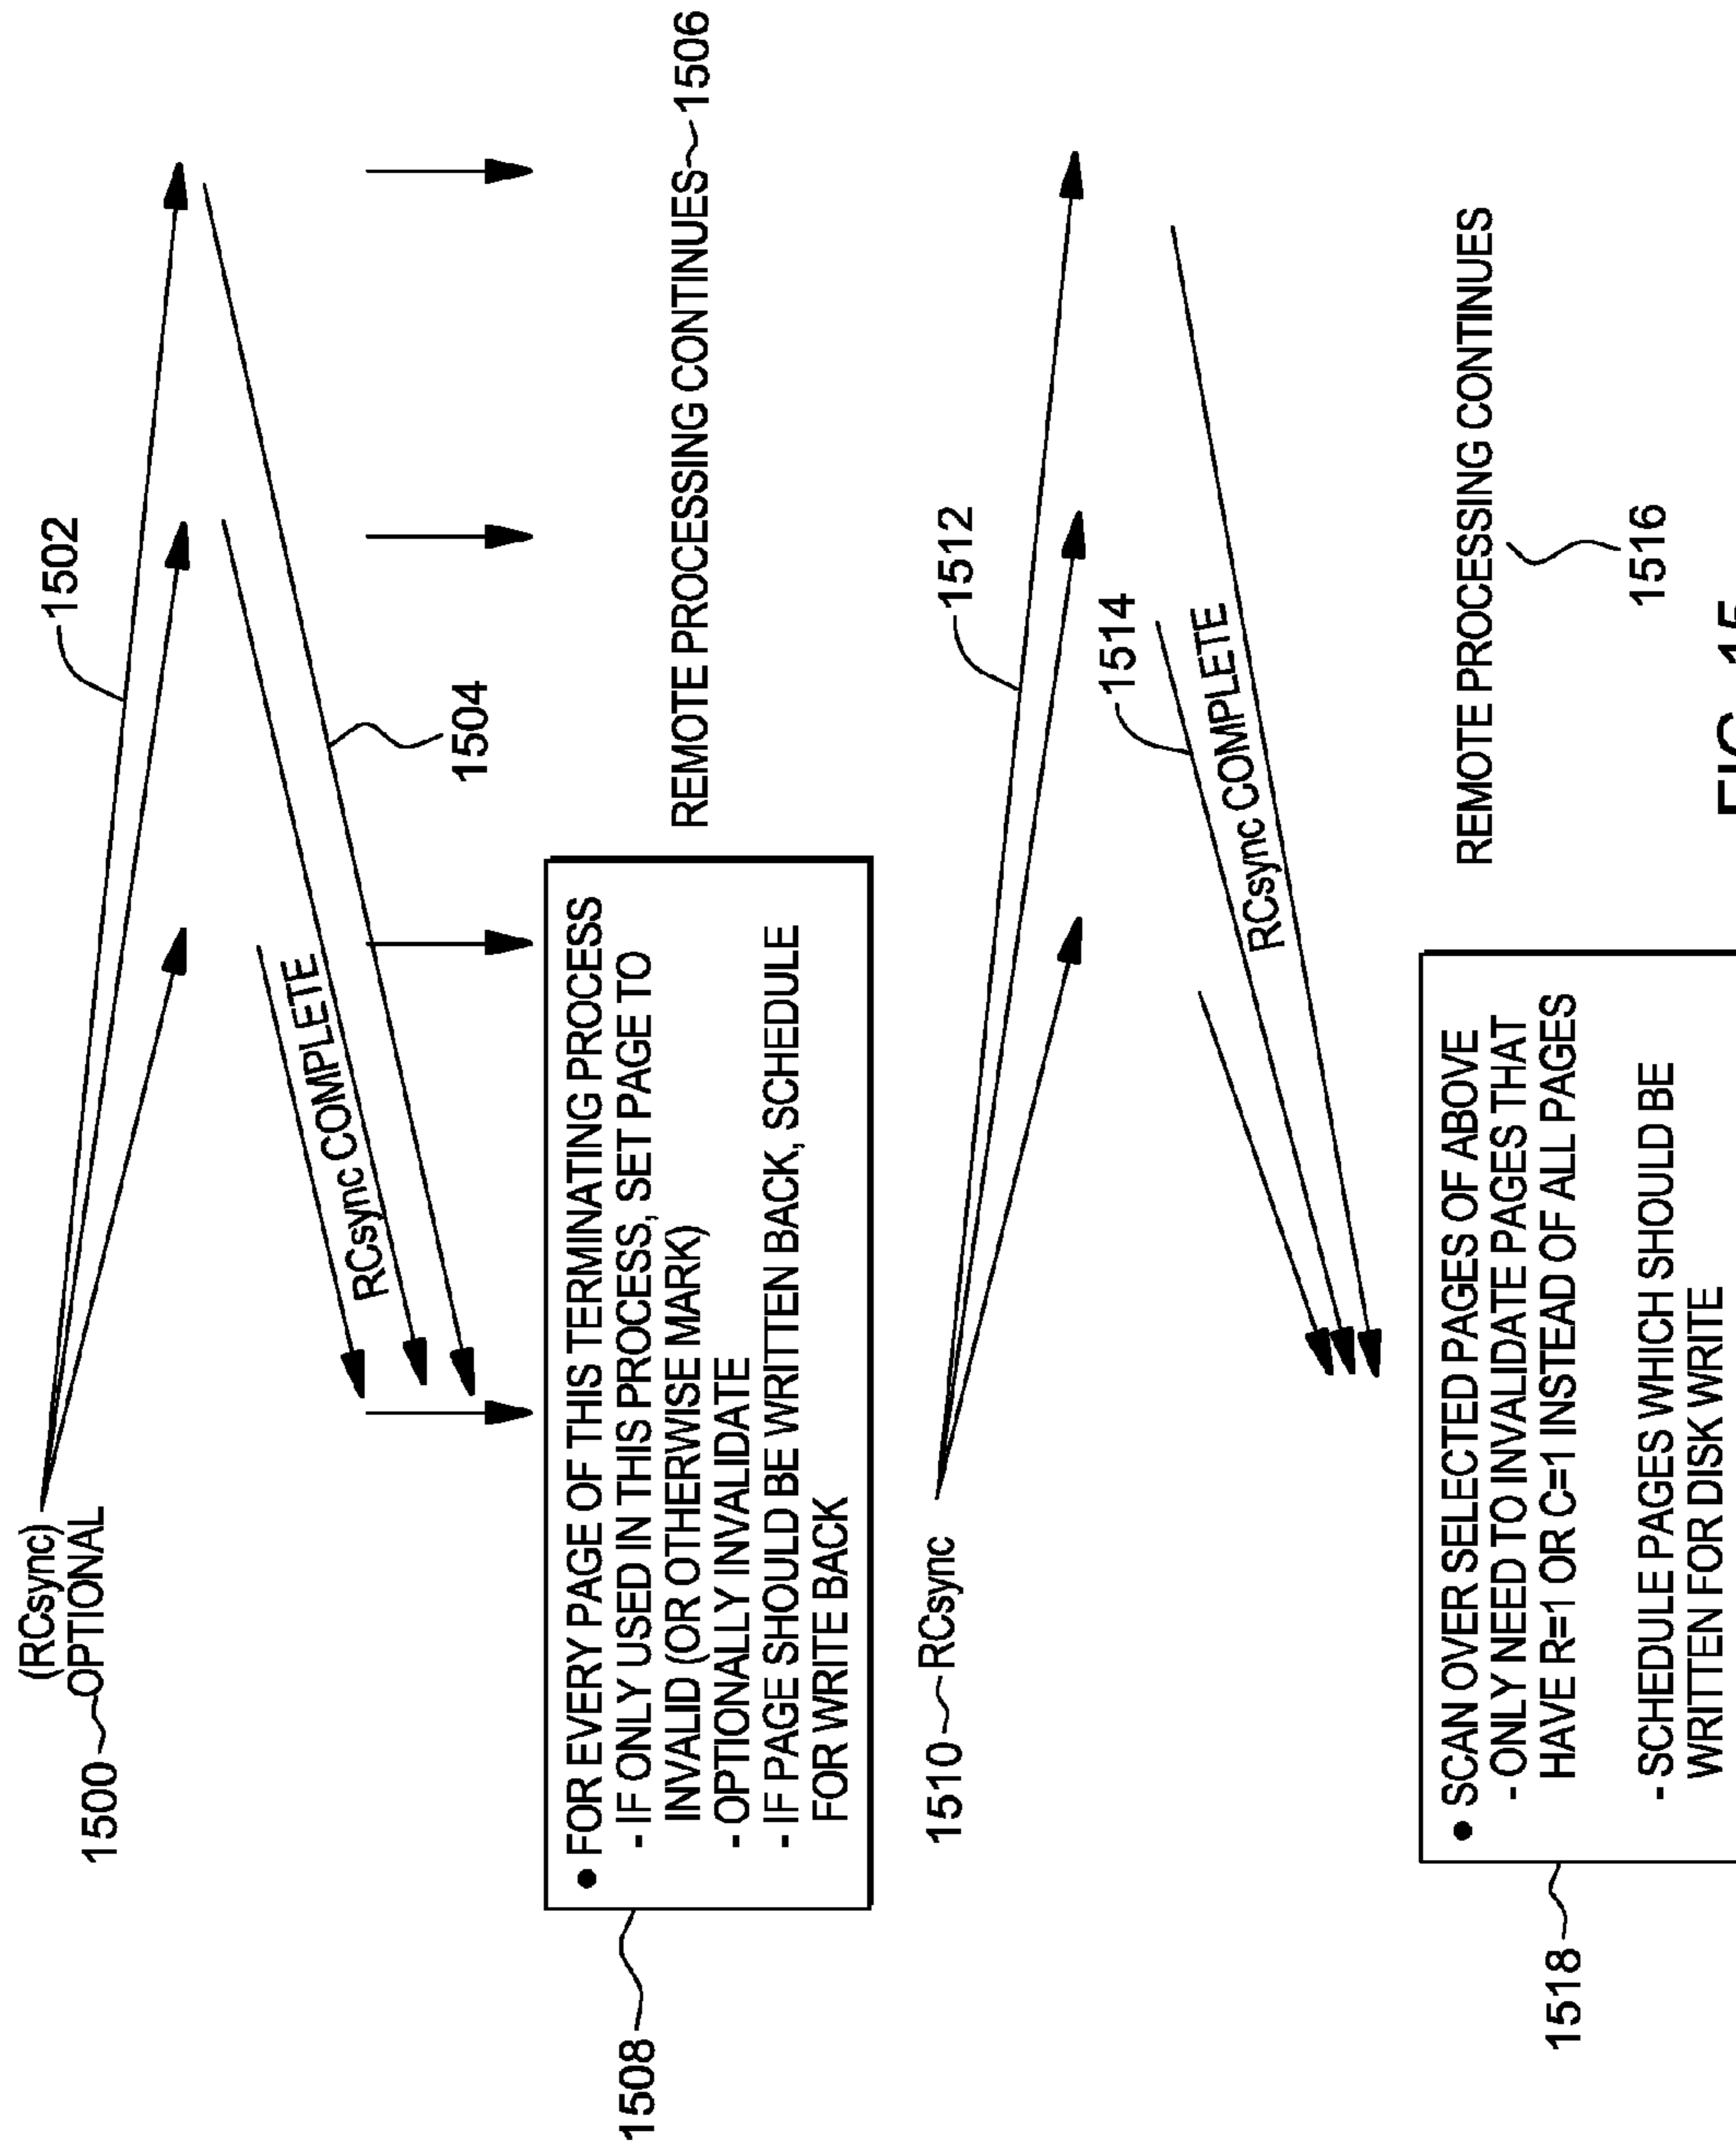 (RCsync)
1500 OPTIONAL
1502
RCsync COMPLETE
1504
REMOTE PROCESSING CONTINUES 1506
1508
• FOR EVERY PAGE OF THIS TERMINATING PROCESS
- IF ONLY USED IN THIS PROCESS, SET PAGE TO
INVALID (OR OTHERWISE MARK)
- OPTIONALLY INVALIDATE
- IF PAGE SHOULD BE WRITTEN BACK, SCHEDULE
FOR WRITE BACK
1510 RCsync
1512
1514
RCsync COMPLETE
REMOTE PROCESSING CONTINUES
1516
1518
• SCAN OVER SELECTED PAGES OF ABOVE
- ONLY NEED TO INVALIDATE PAGES THAT
HAVE R=1 OR C=1 INSTEAD OF ALL PAGES
- SCHEDULE PAGES WHICH SHOULD BE
WRITTEN FOR DISK WRITE